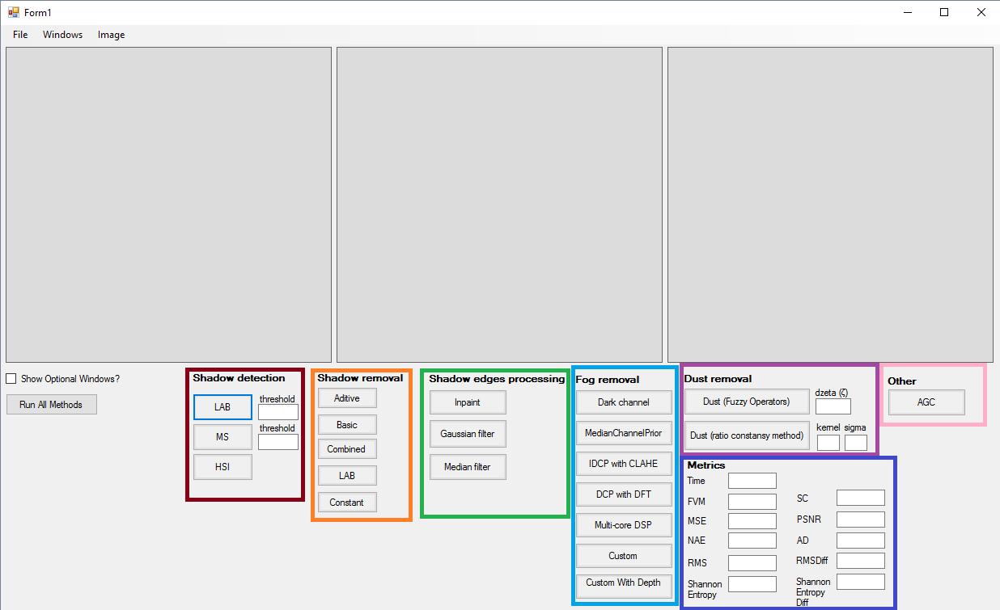 Form1
File Windows Image
Show Optional Windows?
Run All Methods
Shadow detection
LAB
threshold
MS
threshold
HSI
Shadow removal
Aditive
Basic
Combined
LAB
Constant
Shadow edges processing
Inpaint
Gaussian filter
Median filter
Fog removal
Dark channel
MedianChannelPrior
IDCP with CLAHE
DCP with DFT
Multi-core DSP
Custom
Custom With Depth
Dust removal
Dust (Fuzzy Operators)
dzeta (ζ)
Dust (ratio constansy method)
kernel sigma
Other
AGC
Metrics
Time
FVM
MSE
NAE
RMS
Shannon
Entropy
SC
PSNR
AD
RMSDiff
Shannon
Entropy
Diff